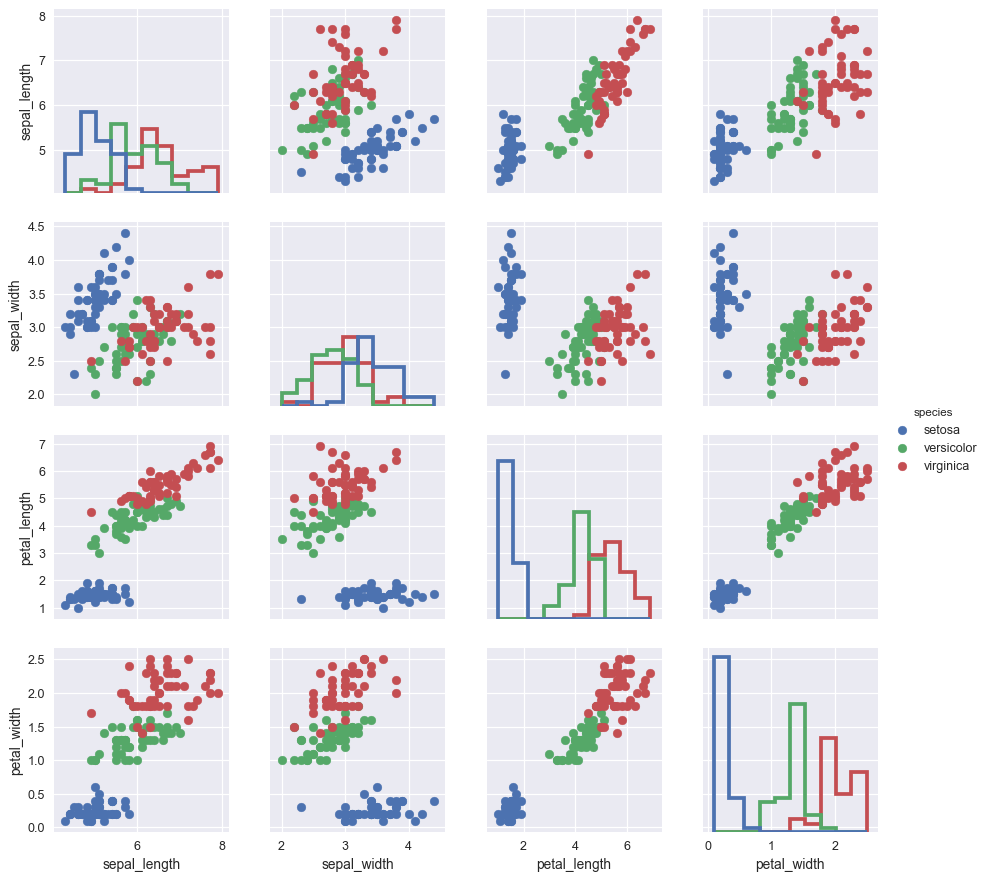 8
7
6
5
sepal_length
4.5
4.0
3.5
3.0
2.5
2.0
sepal_width
species
setosa
versicolor
virginica
7
6
5
4
3
2
1
petal_length
2.5
2.0
1.5
1.0
0.5
0.0
petal_width
6 8
sepal_length
2 3 4
sepal_width
2 4 6
petal_length
0 1 2
petal_width